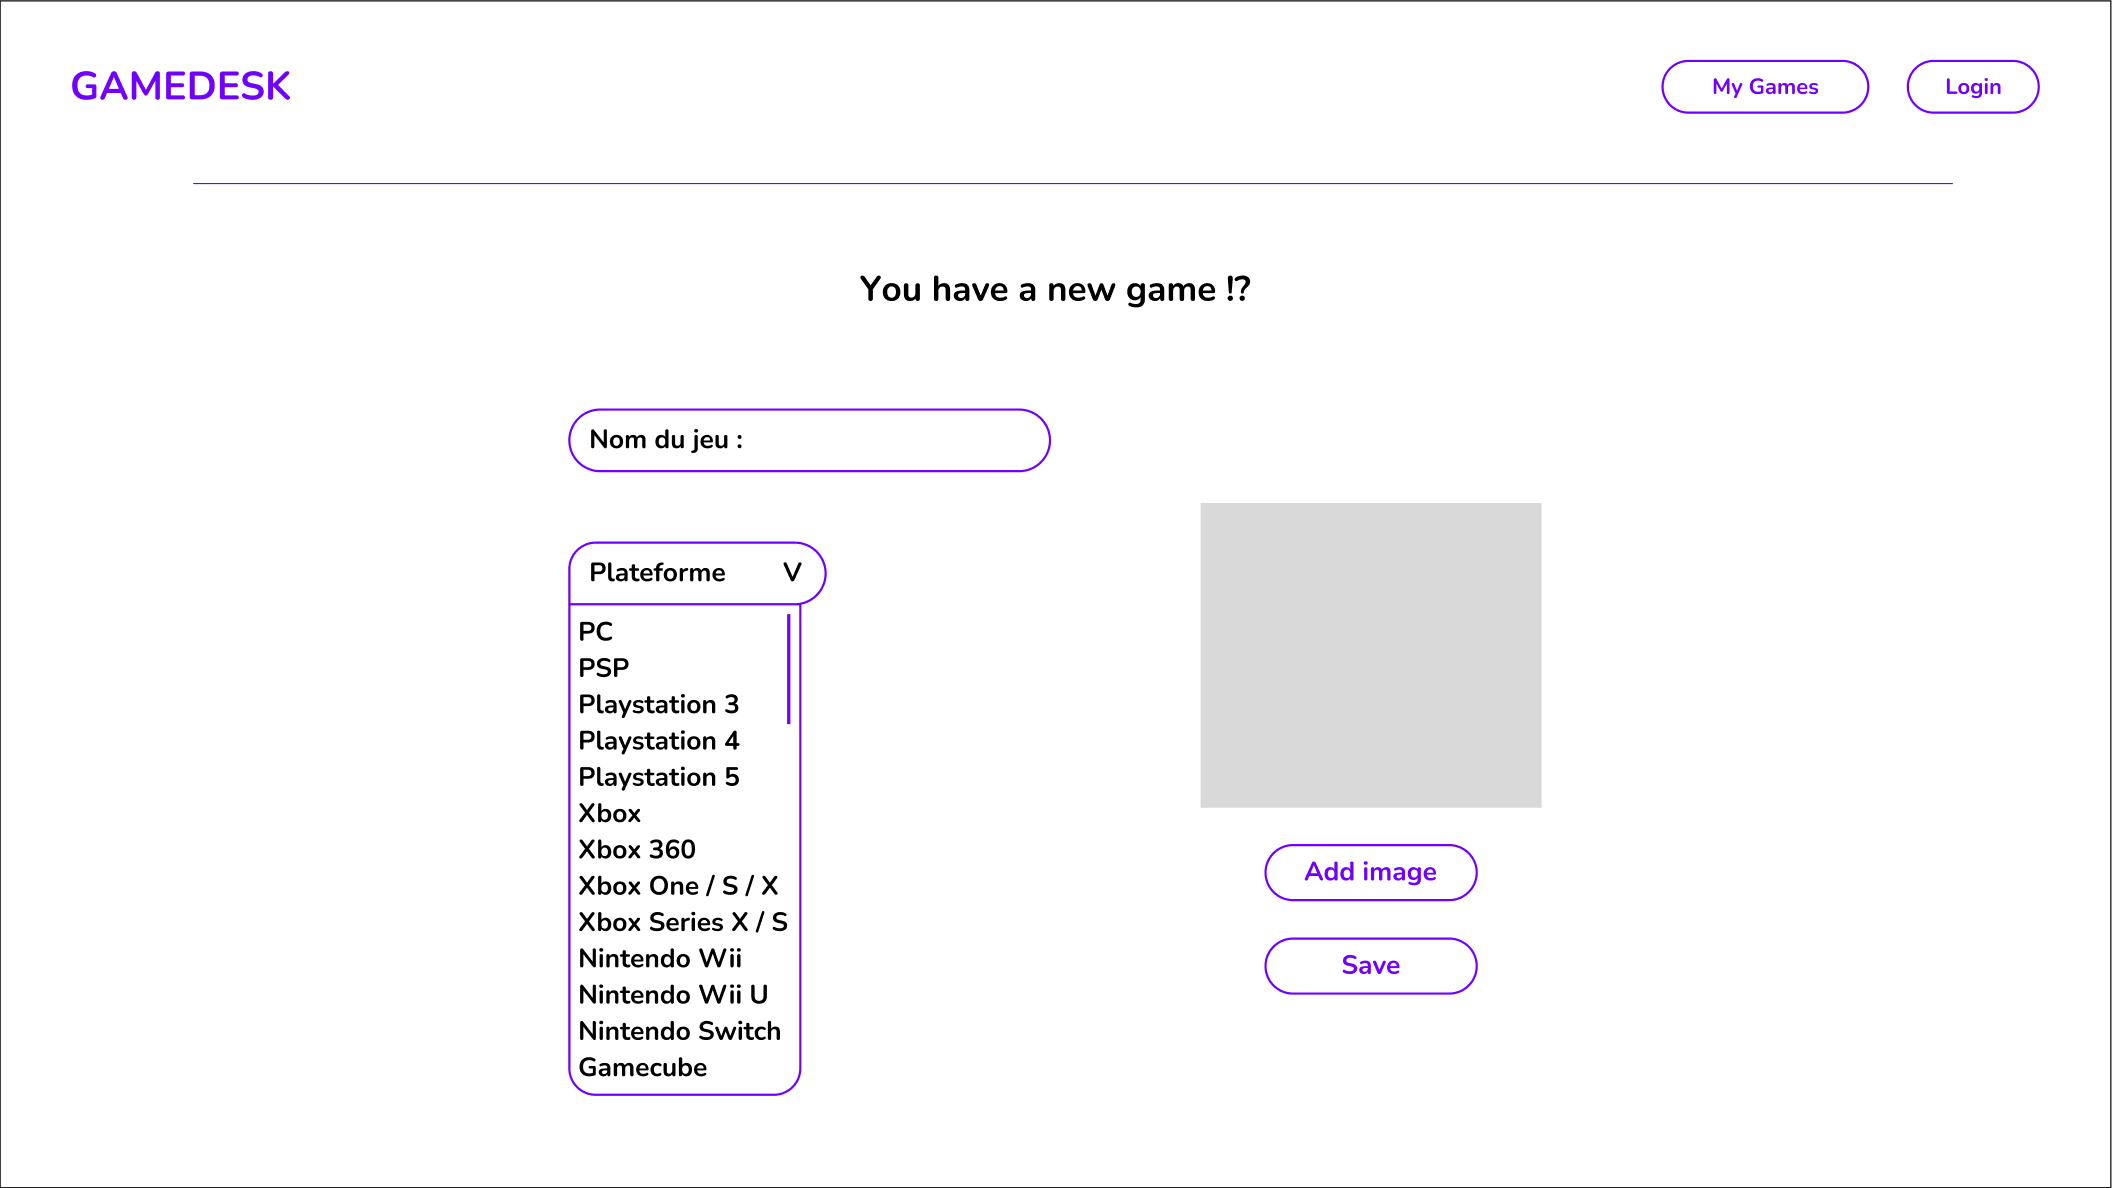 GAMEDESK
My Games
Login
You have a new game !?
Nom du jeu :
Plateforme V
PC
PSP
Playstation 3
Playstation 4
Playstation 5
Xbox
Xbox 360
Xbox One / S / X
Xbox Series X / S
Nintendo Wii
Nintendo Wii U
Nintendo Switch
Gamecube
Add image
Save